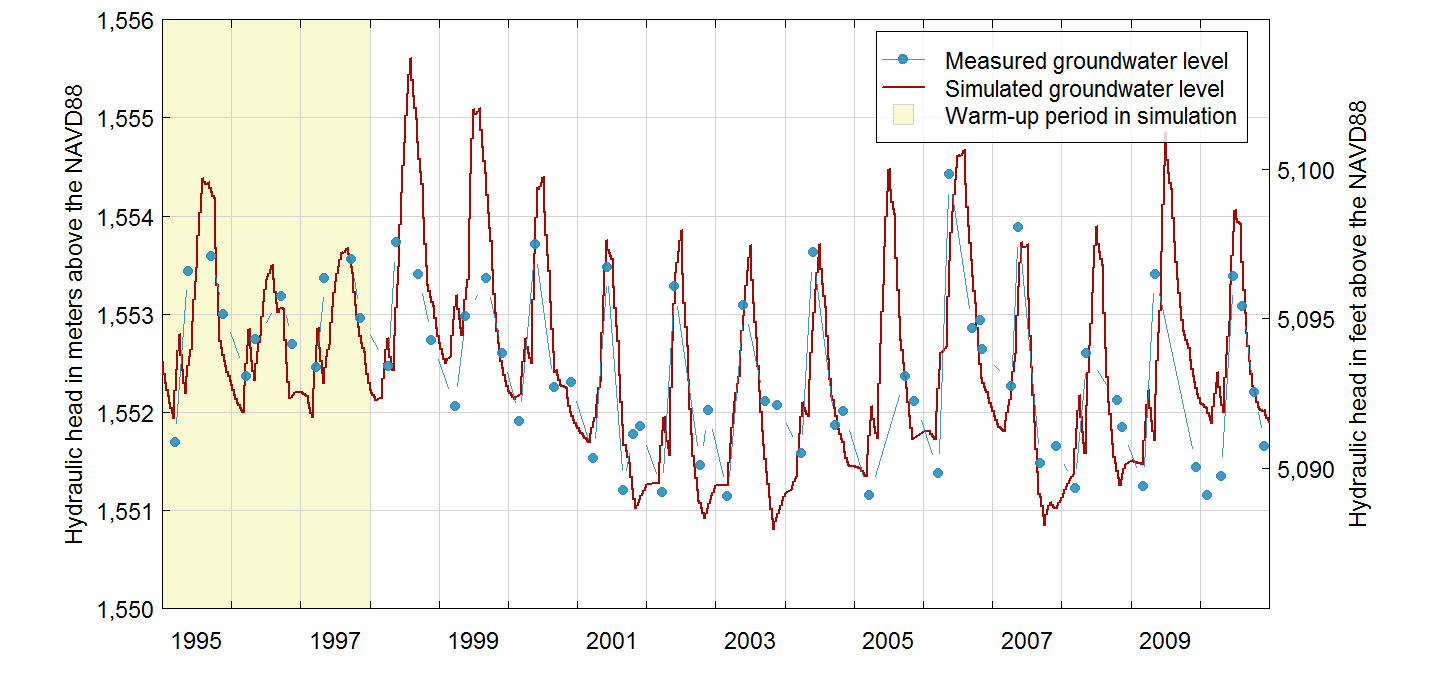 Hydraulic head in meters above the NAVD88
1,556
1,555
1,554
1,553
1,552
1,551
1,550
Measured groundwater level
Simulated groundwater level
Warm-up period in simulation
5,100
5,095
5,090
Hydraulic head in feet above the NAVD88
1995 1997 1999 2001 2003 2005 2007 2009